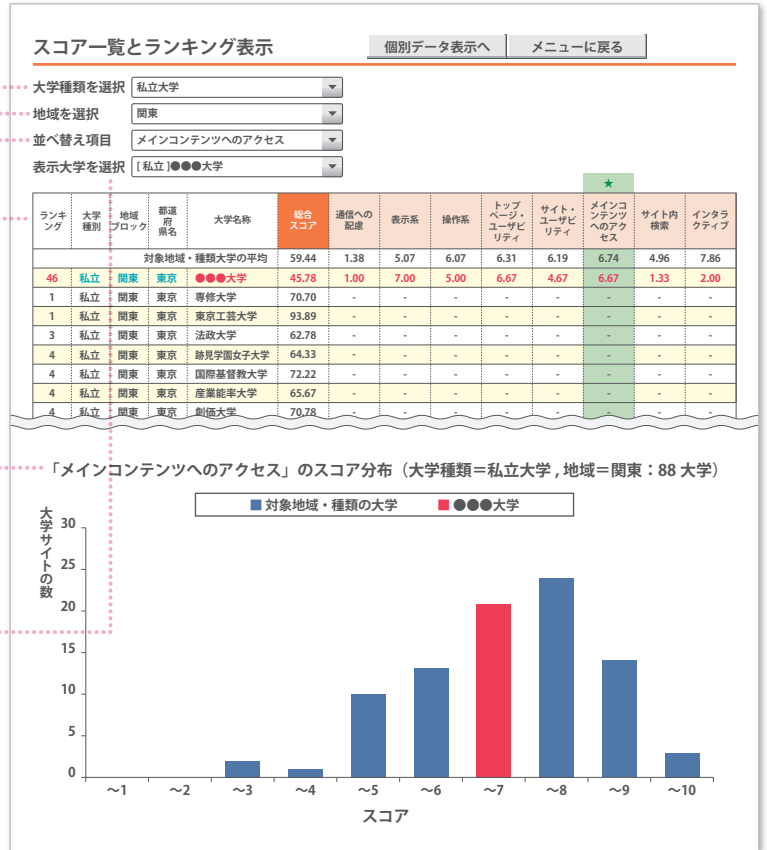 スコア一覧とランキング表示
個別データ表示へ
メニューに戻る
大学種類を選択 私立大学
地域を選択 関東
並べ替え項目 メインコンテンツへのアクセス
表示大学を選択 [ 私立 ]●●●大学
★
ランキング 大学種別 地域ブロック 都道府県名 大学名称 総合スコア 通信への配慮 表示系 操作系 トップページ・ユーザビリティ サイト・ユーザビリティ メインコンテンツへのアクセス サイト内検索 インタラクティブ
対象地域・種類大学の平均 59.44 1.38 5.07 6.07 6.31 6.19 6.74 4.96 7.86
46 私立 関東 東京 ●●●大学 45.78 1.00 7.00 5.00 6.67 4.67 6.67 1.33 2.00
1 私立 関東 東京 専修大学 70.70 - - - - - - - -
1 私立 関東 東京 東京工芸大学 93.89 - - - - - - - -
3 私立 関東 東京 法政大学 62.78 - - - - - - - -
4 私立 関東 東京 跡見学園女子大学 64.33 - - - - - - - -
4 私立 関東 東京 国際基督教大学 72.22 - - - - - - - -
4 私立 関東 東京 産業能率大学 65.67 - - - - - - - -
4 私立 関東 東京 創価大学 70.78 - - - - - - - -
「メインコンテンツへのアクセス」のスコア分布（大学種類＝私立大学 , 地域＝関東：88 大学）
対象地域・種類の大学 ●●●大学
大学サイトの数
30
25
20
15
10
5
0
～1 ～2 ～3 ～4 ～5 ～6 ～7 ～8 ～9 ～10
スコア